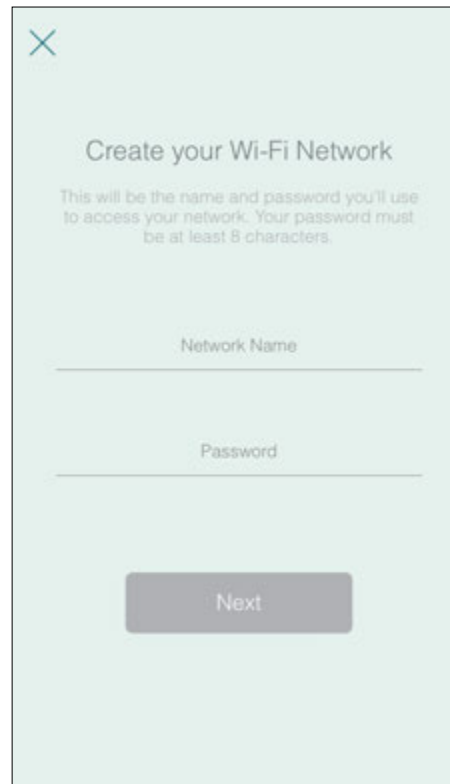 Create your Wi-Fi Network
This will be the name and password you'll use
to access your network. Your password must
be at least 8 characters.
Network Name
Password
Next